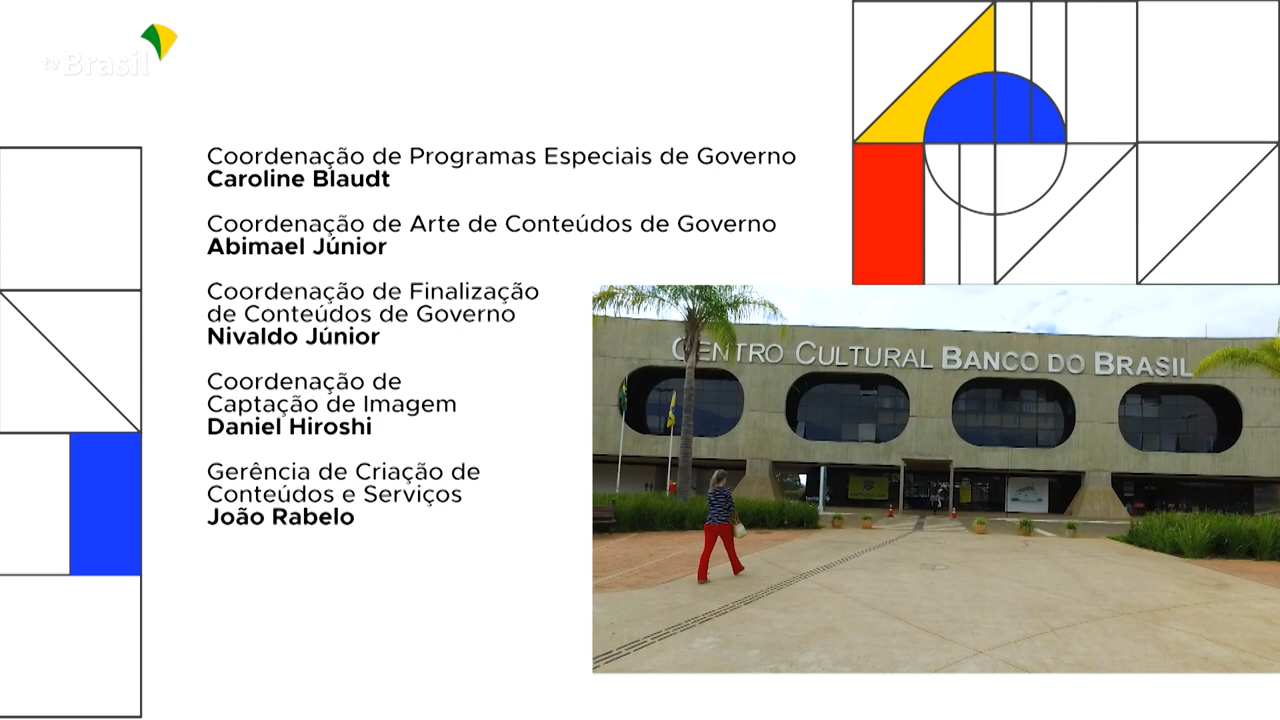 tv Brasil
Coordenação de Programas Especiais de Governo
Caroline Blaudt
Coordenação de Arte de Conteúdos de Governo
Abimael Júnior
Coordenação de Finalização
de Conteúdos de Governo
Nivaldo Júnior
Coordenação de
Captação de Imagem
Daniel Hiroshi
Gerência de Criação de
Conteúdos e Serviços
João Rabelo
CENTRO CULTURAL BANCO DO BRASIL